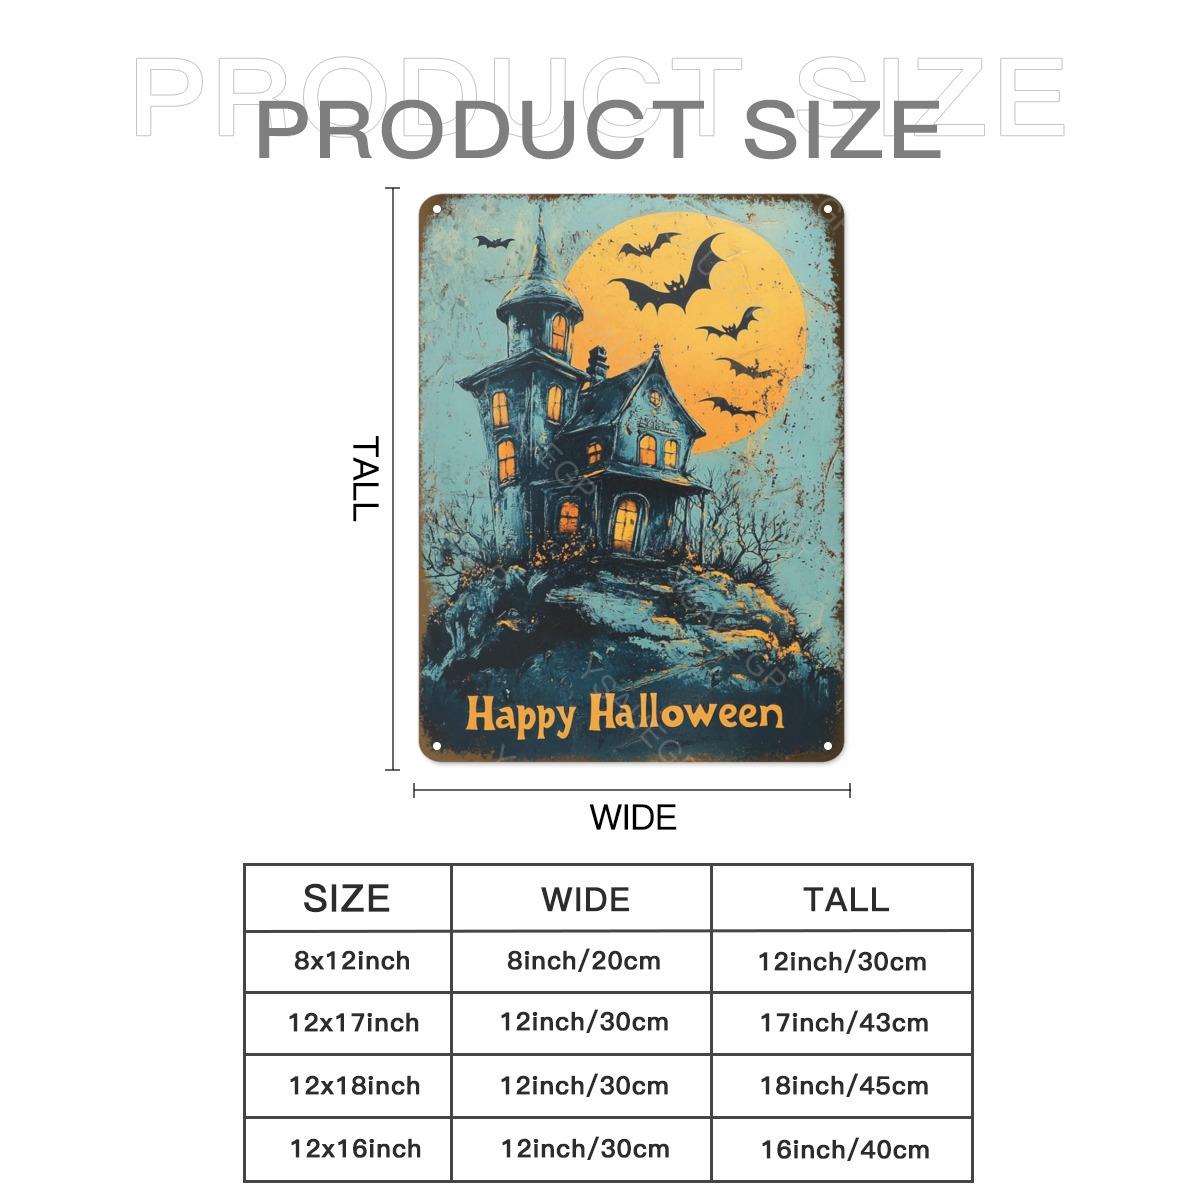 PRODUCT SIZE
PRODUCT SIZE
TALL
Happy Halloween
WIDE
SIZE WIDE TALL
8x12inch 8inch/20cm 12inch/30cm
12x17inch 12inch/30cm 17inch/43cm
12x18inch 12inch/30cm 18inch/45cm
12x16inch 12inch/30cm 16inch/40cm